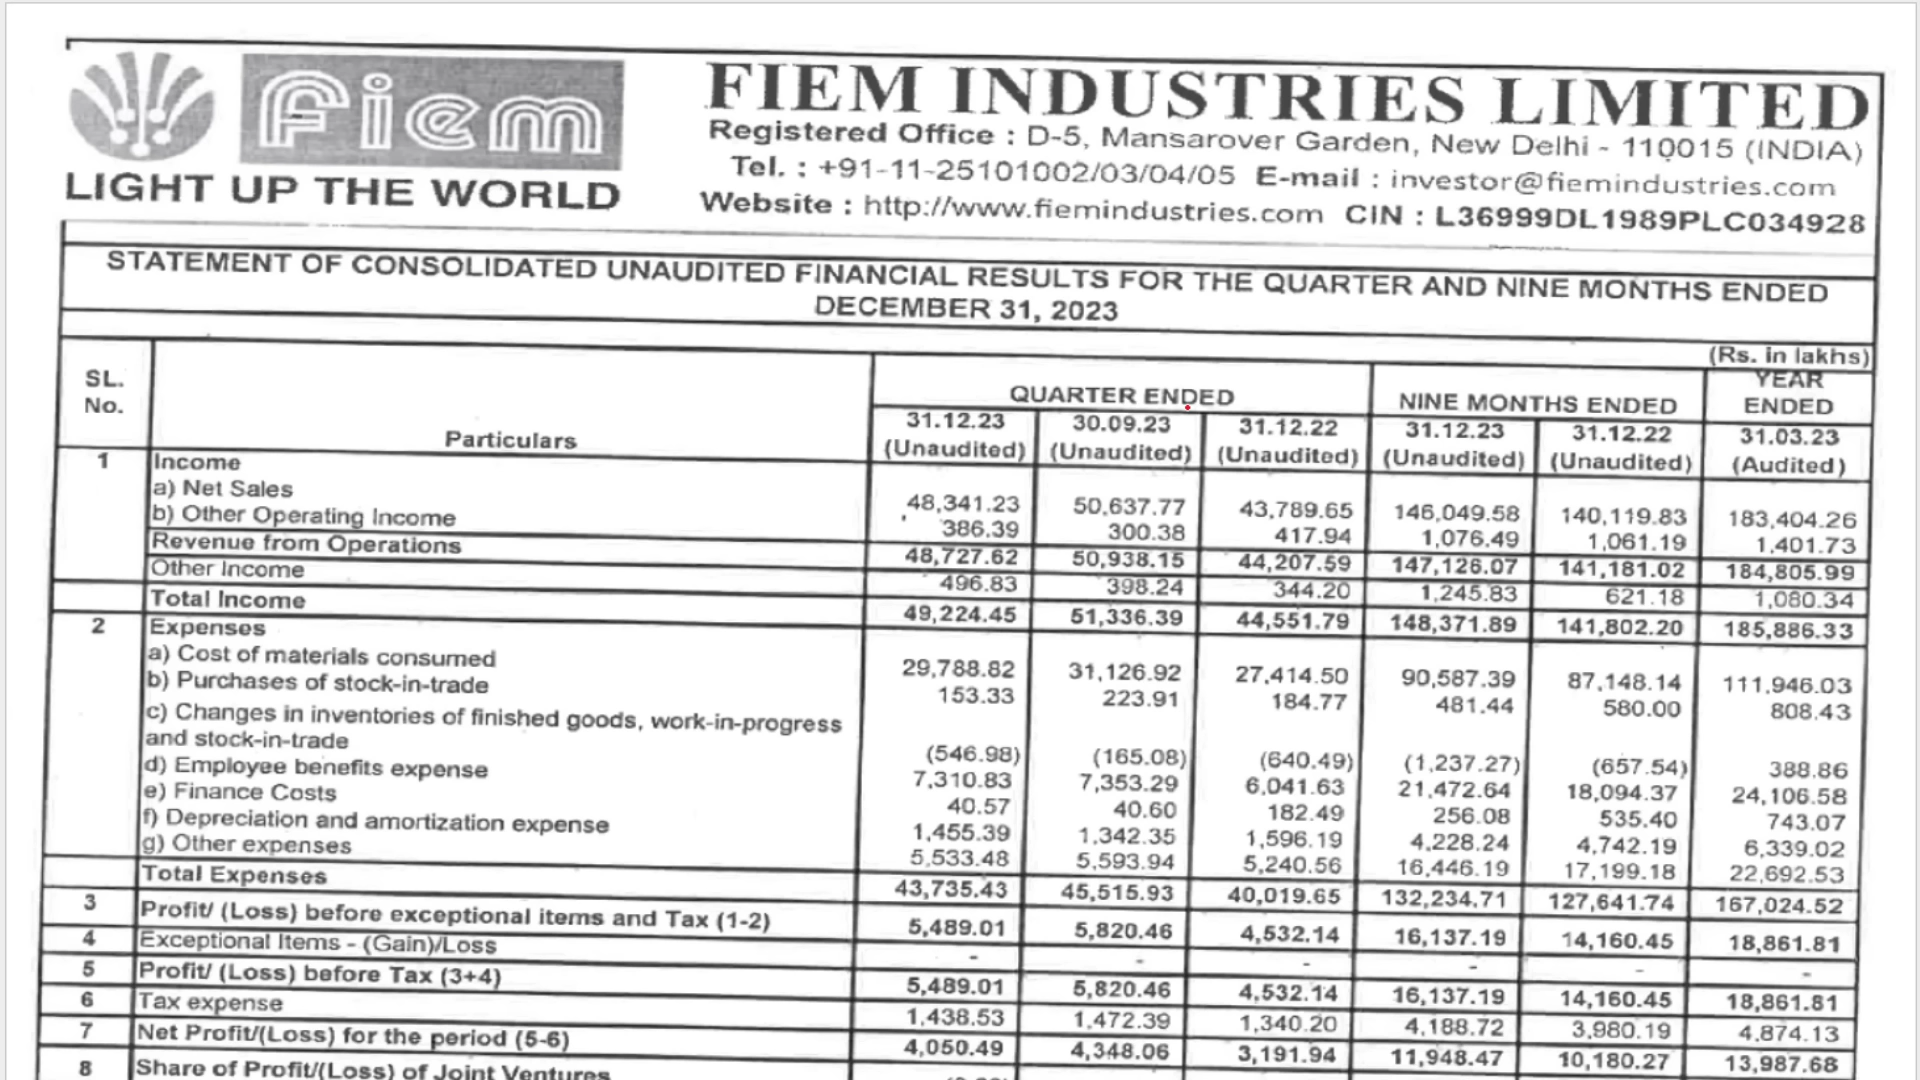 fiem
LIGHT UP THE WORLD
FIEM INDUSTRIES LIMITED
Registered Office : D-5, Mansarover Garden, New Delhi - 110015 (INDIA)
Tel. : +91-11-25101002/03/04/05 E-mail : investor@fiemindustries.com
Website : http://www.fiemindustries.com CIN : L36999DL1989PLC034928
STATEMENT OF CONSOLIDATED UNAUDITED FINANCIAL RESULTS FOR THE QUARTER AND NINE MONTHS ENDED
DECEMBER 31, 2023
(Rs. in lakhs)
SL. No. Particulars QUARTER ENDED NINE MONTHS ENDED YEAR ENDED
31.12.23 30.09.23 31.12.22 31.12.23 31.12.22 31.03.23
(Unaudited) (Unaudited) (Unaudited) (Unaudited) (Unaudited) (Audited)
1 Income
a) Net Sales 48,341.23 50,637.77 43,789.65 146,049.58 140,119.83 183,404.26
b) Other Operating Income 386.39 300.38 417.94 1,076.49 1,061.19 1,401.73
Revenue from Operations 48,727.62 50,938.15 44,207.59 147,126.07 141,181.02 184,805.99
Other Income 496.83 398.24 344.20 1,245.83 621.18 1,080.34
Total Income 49,224.45 51,336.39 44,551.79 148,371.89 141,802.20 185,886.33
2 Expenses
a) Cost of materials consumed 29,788.82 31,126.92 27,414.50 90,587.39 87,148.14 111,946.03
b) Purchases of stock-in-trade 153.33 223.91 184.77 481.44 580.00 808.43
c) Changes in inventories of finished goods, work-in-progress
and stock-in-trade (546.98) (165.08) (640.49) (1,237.27) (657.54) 388.86
d) Employee benefits expense 7,310.83 7,353.29 6,041.63 21,472.64 18,094.37 24,106.58
e) Finance Costs 40.57 40.60 182.49 256.08 535.40 743.07
f) Depreciation and amortization expense 1,455.39 1,342.35 1,596.19 4,228.24 4,742.19 6,339.02
g) Other expenses 5,533.48 5,593.94 5,240.56 16,446.19 17,199.18 22,692.53
Total Expenses 43,735.43 45,515.93 40,019.65 132,234.71 127,641.74 167,024.52
3 Profit/ (Loss) before exceptional items and Tax (1-2) 5,489.01 5,820.46 4,532.14 16,137.19 14,160.45 18,861.81
4 Exceptional Items - (Gain)/Loss - - - - - -
5 Profit/ (Loss) before Tax (3+4) 5,489.01 5,820.46 4,532.14 16,137.19 14,160.45 18,861.81
6 Tax expense 1,438.53 1,472.39 1,340.20 4,188.72 3,980.19 4,874.13
7 Net Profit/(Loss) for the period (5-6) 4,050.49 4,348.06 3,191.94 11,948.47 10,180.27 13,987.68
8 Share of Profit/(Loss) of Joint Ventures